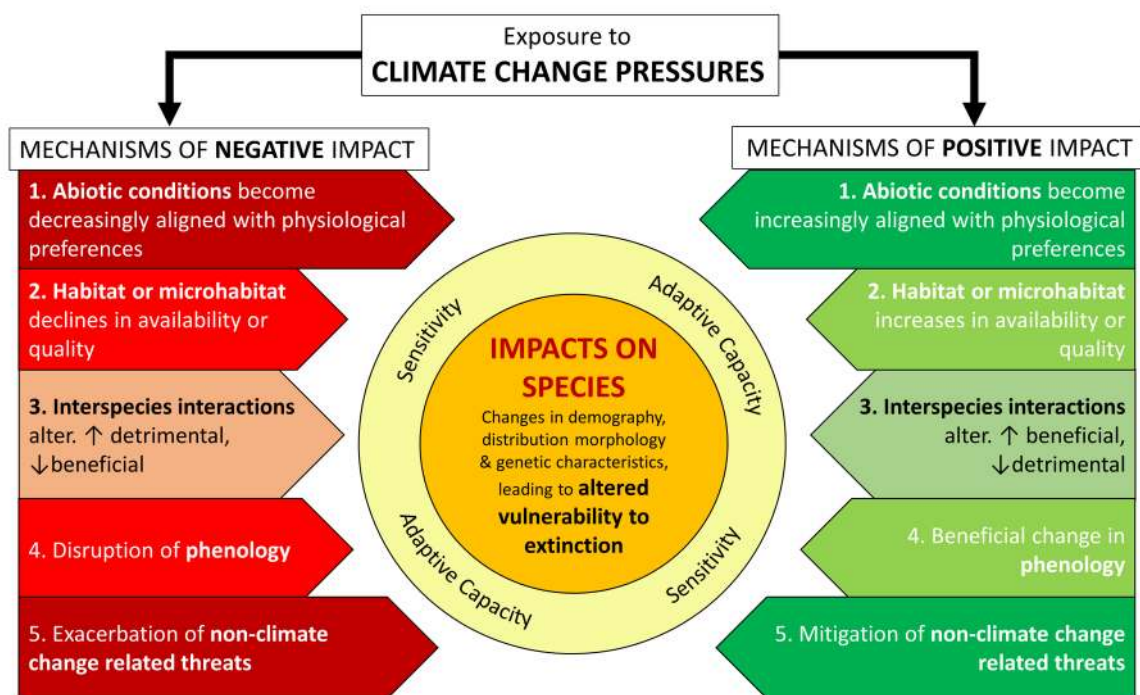 Exposure to
CLIMATE CHANGE PRESSURES
MECHANISMS OF NEGATIVE IMPACT
1. Abiotic conditions become
decreasingly aligned with physiological
preferences
2. Habitat or microhabitat
declines in availability or
quality
3. Interspecies interactions
alter. ↑ detrimental,
↓beneficial
4. Disruption of phenology
5. Exacerbation of non-climate
change related threats
Sensitivity
Adaptive Capacity
IMPACTS ON
SPECIES
Changes in demography,
distribution morphology
& genetic characteristics,
leading to altered
vulnerability to
extinction
Adaptive Capacity
Sensitivity
MECHANISMS OF POSITIVE IMPACT
1. Abiotic conditions become
increasingly aligned with physiological
preferences
2. Habitat or microhabitat
increases in availability or
quality
3. Interspecies interactions
alter. ↑ beneficial,
↓detrimental
4. Beneficial change in
phenology
5. Mitigation of non-climate change
related threats